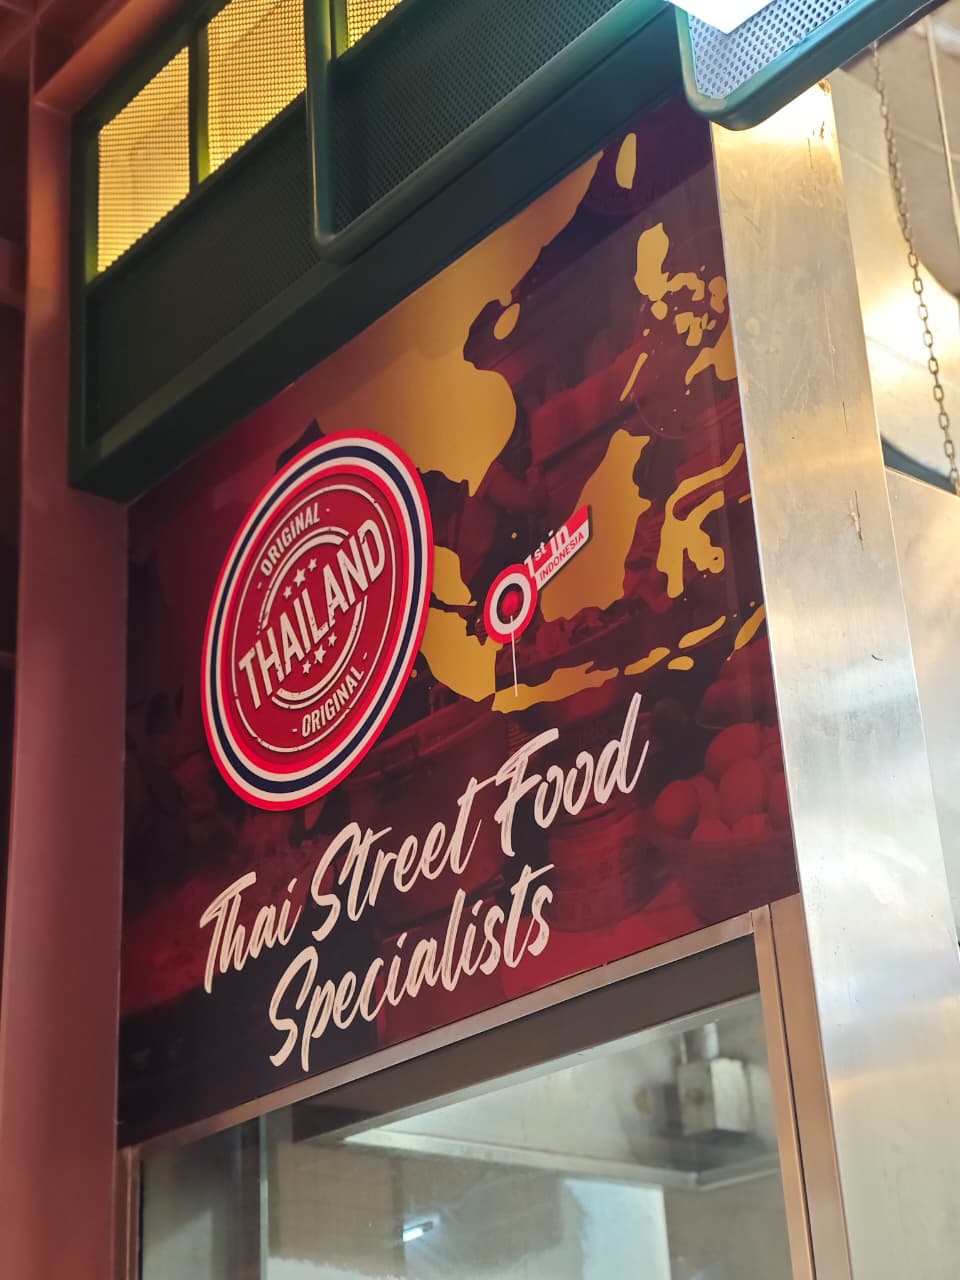 - ORIGINAL -
THAILAND
- ORIGINAL -
1st in
INDONESIA
Thai Street Food
Specialists